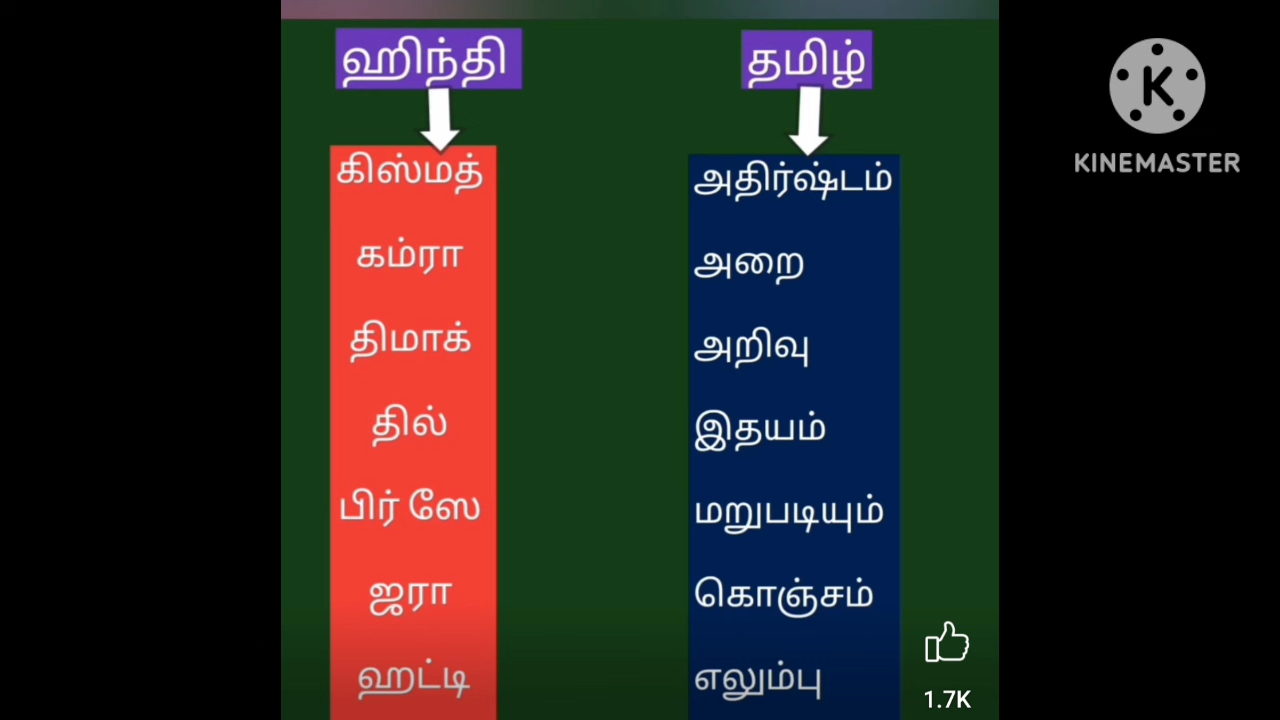 ஹிந்தி தமிழ்
கிஸ்மத் அதிர்ஷ்டம்
கம்ரா அறை
திமாக் அறிவு
தில் இதயம்
பிர் ஸே மறுபடியும்
ஜரா கொஞ்சம்
ஹட்டி எலும்பு
K
KINEMASTER
1.7K